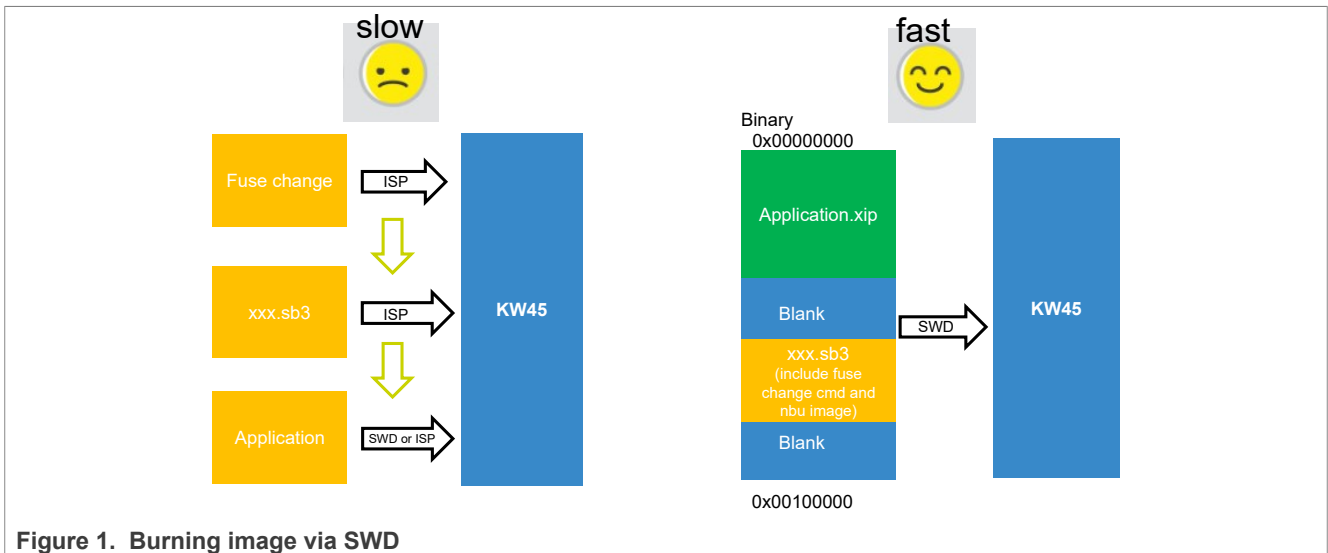 slow
Fuse change
ISP
xxx.sb3
ISP
Application
SWD or ISP
KW45
fast
Binary
0x00000000
Application.xip
Blank
xxx.sb3
(include fuse
change cmd and
nbu image)
Blank
0x00100000
SWD
KW45
Figure 1. Burning image via SWD